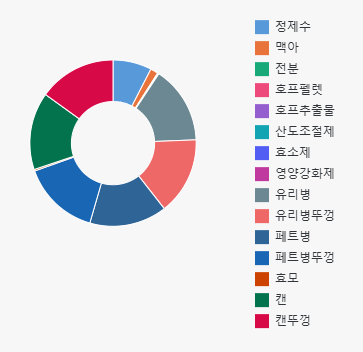 정제수
맥아
전분
호프펠렛
호프추출물
산도조절제
효소제
영양강화제
유리병
유리병뚜껑
페트병
페트병뚜껑
효모
캔
캔뚜껑